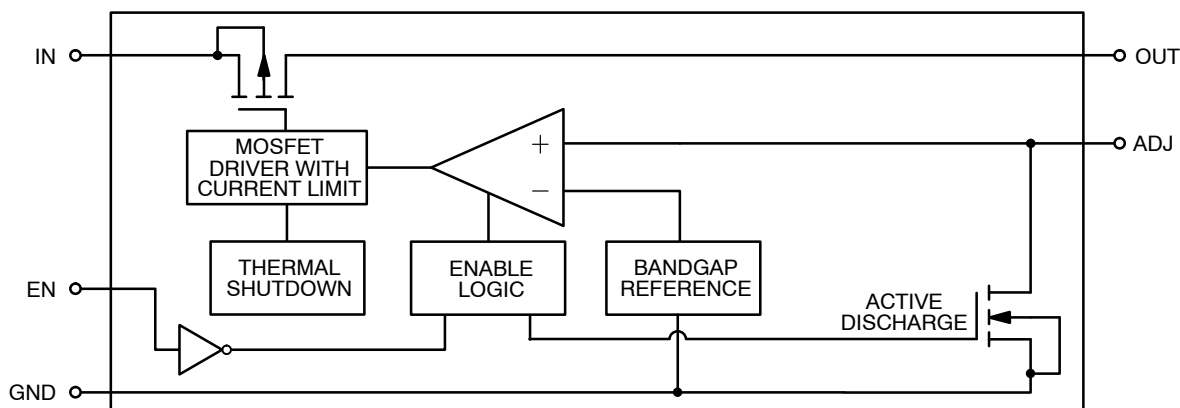 IN
OUT
MOSFET
DRIVER WITH
CURRENT LIMIT
+
−
ADJ
THERMAL
SHUTDOWN
ENABLE
LOGIC
BANDGAP
REFERENCE
EN
ACTIVE
DISCHARGE
GND